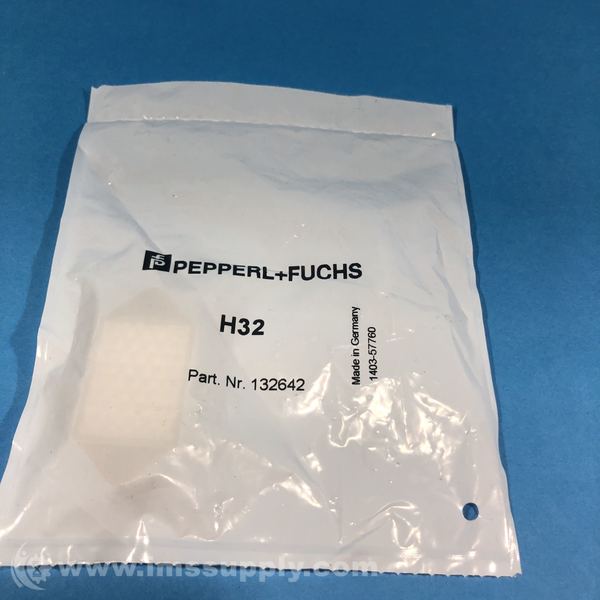 PEPPERL+FUCHS
H32
Part. Nr. 132642
Made in Germany
1403-57760
www.imssupply.com